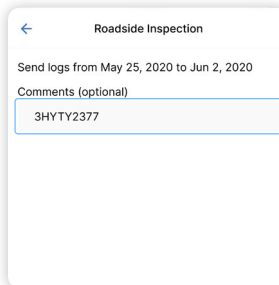 Roadside Inspection
Send logs from May 25, 2020 to Jun 2, 2020
Comments (optional)
3HYTY2377